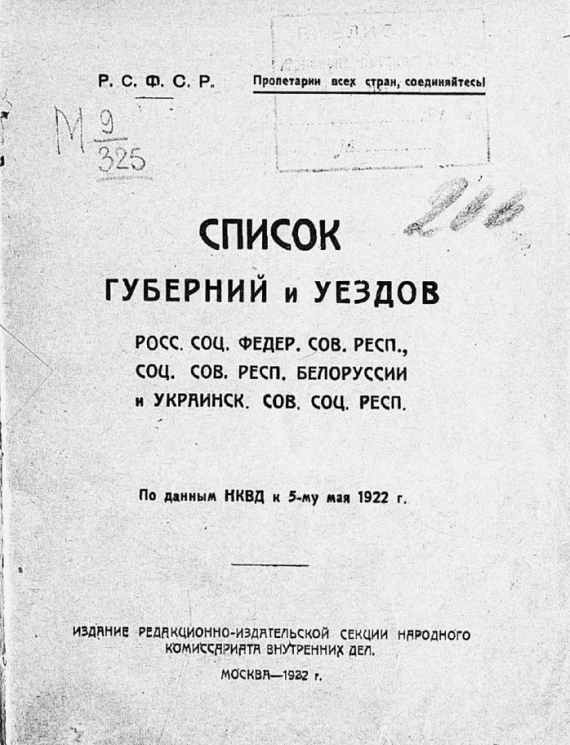 Р. С. Ф. С. Р.
Пролетарии всех стран, соединяйтесь!
М 9
325
200
СПИСОК
ГУБЕРНИЙ и УЕЗДОВ
РОСС. СОЦ. ФЕДЕР. СОВ. РЕСП.,
СОЦ. СОВ. РЕСП. БЕЛОРУССИИ
и УКРАИНСК. СОВ. СОЦ. РЕСП.
По данным НКВД к 5-му мая 1922 г.
ИЗДАНИЕ РЕДАКЦИОННО-ИЗДАТЕЛЬСКОЙ СЕКЦИИ НАРОДНОГО
КОМИССАРИАТА ВНУТРЕННИХ ДЕЛ.
МОСКВА—1922 г.